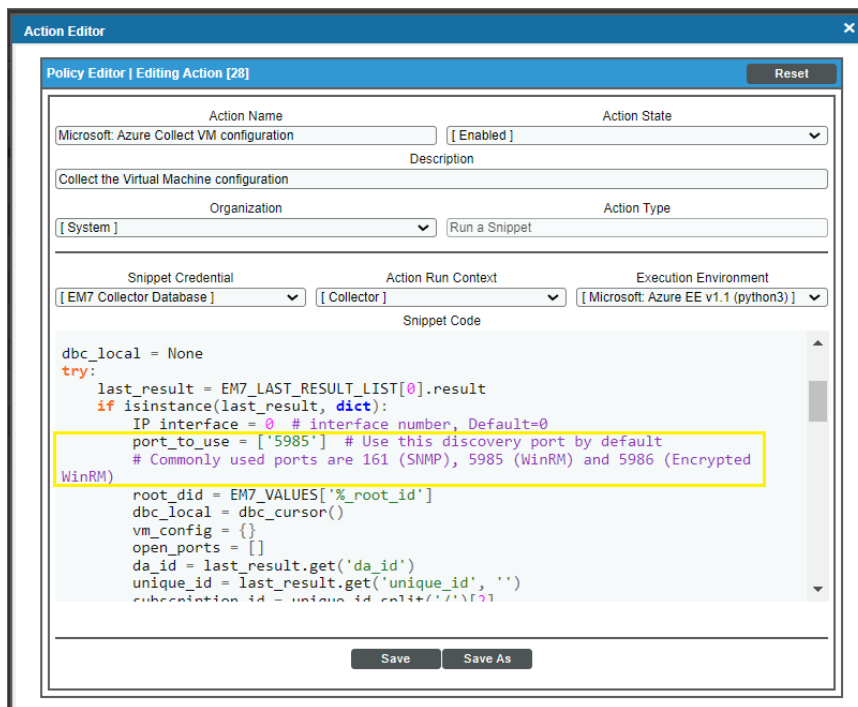 Action Editor ×
Policy Editor | Editing Action [28] Reset
Action Name Action State
Microsoft: Azure Collect VM configuration [ Enabled ]
Description
Collect the Virtual Machine configuration
Organization Action Type
[ System ] Run a Snippet
Snippet Credential Action Run Context Execution Environment
[ EM7 Collector Database ] [ Collector ] [ Microsoft: Azure EE v1.1 (python3) ]
Snippet Code
dbc_local = None
try:
last_result = EM7_LAST_RESULT_LIST[0].result
if isinstance(last_result, dict):
IP_interface = 0 # interface number, Default=0
port_to_use = ['5985'] # Use this discovery port by default
# Commonly used ports are 161 (SNMP), 5985 (WinRM) and 5986 (Encrypted
WinRM)
root_did = EM7_VALUES['%_root_id']
dbc_local = dbc_cursor()
vm_config = {}
open_ports = []
da_id = last_result.get('da_id')
unique_id = last_result.get('unique_id', '')
subscription_id = unique_id.split('/')[2]
Save Save As